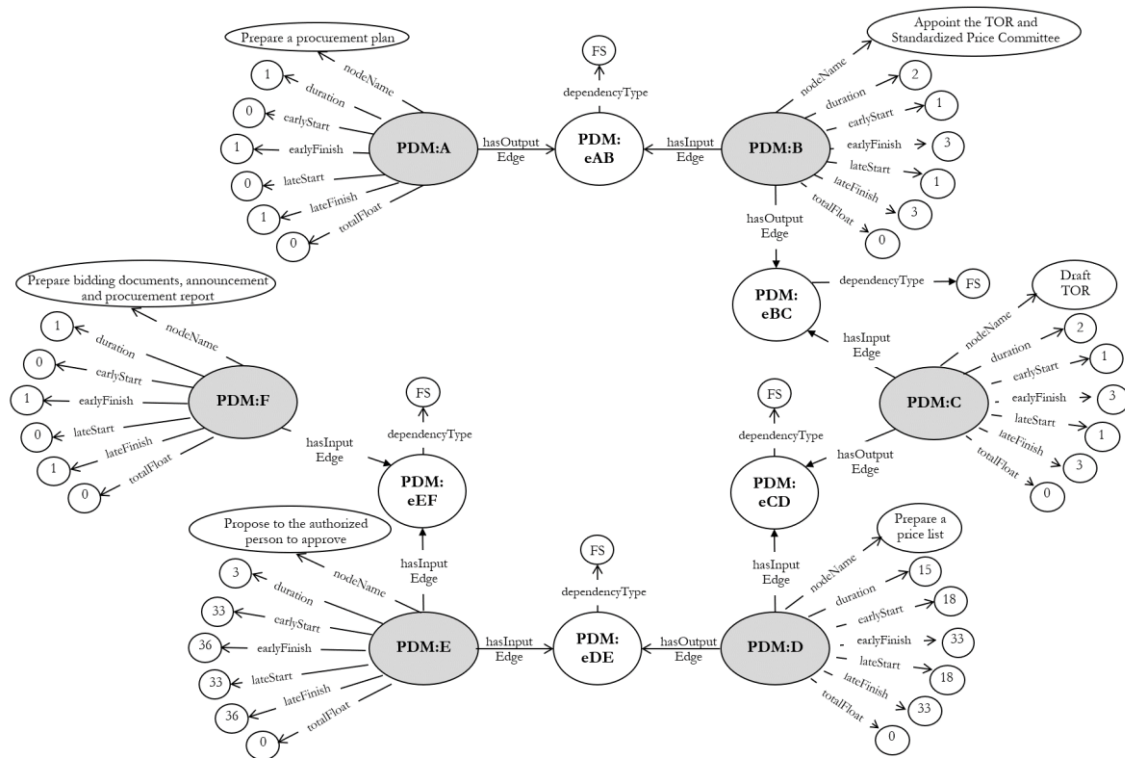 Prepare a procurement plan
nodeName
1
duration
0
earlyStart
1
earlyFinish
0
lateStart
1
lateFinish
0
totalFloat
PDM:A
hasOutput
Edge
FS
dependencyType
PDM:
eAB
hasInput
Edge
PDM:B
Appoint the TOR and
Standardized Price Committee
nodeName
duration
2
earlyStart
1
earlyFinish
3
lateStart
1
lateFinish
3
totalFloat
0
hasOutput
Edge
PDM:
eBC
dependencyType
FS
hasInput
Edge
PDM:C
Draft
TOR
nodeName
duration
2
earlyStart
1
earlyFinish
3
lateStart
1
lateFinish
3
totalFloat
0
hasOutput
Edge
FS
dependencyType
PDM:
eCD
hasInput
Edge
PDM:D
Prepare a
price list
nodeName
duration
15
earlyStart
18
earlyFinish
33
lateStart
18
lateFinish
33
totalFloat
0
hasOutput
Edge
FS
dependencyType
PDM:
eDE
hasInput
Edge
PDM:E
Propose to the authorized
person to approve
nodeName
3
duration
33
earlyStart
36
earlyFinish
33
lateStart
36
lateFinish
0
totalFloat
hasInput
Edge
FS
dependencyType
PDM:
eEF
hasInput
Edge
PDM:F
Prepare bidding documents, announcement
and procurement report
nodeName
1
duration
0
earlyStart
1
earlyFinish
0
lateStart
1
lateFinish
0
totalFloat